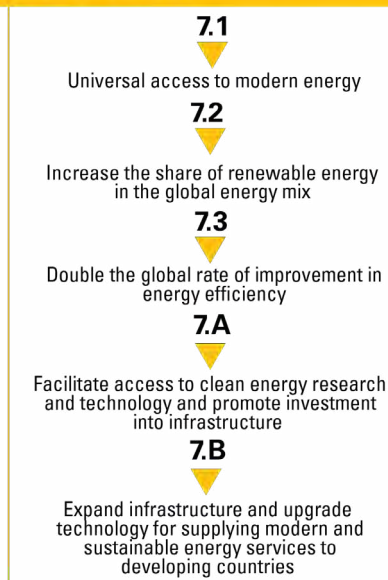 7.1
Universal access to modern energy
7.2
Increase the share of renewable energy
in the global energy mix
7.3
Double the global rate of improvement in
energy efficiency
7.A
Facilitate access to clean energy research
and technology and promote investment
into infrastructure
7.B
Expand infrastructure and upgrade
technology for supplying modern and
sustainable energy services to
developing countries